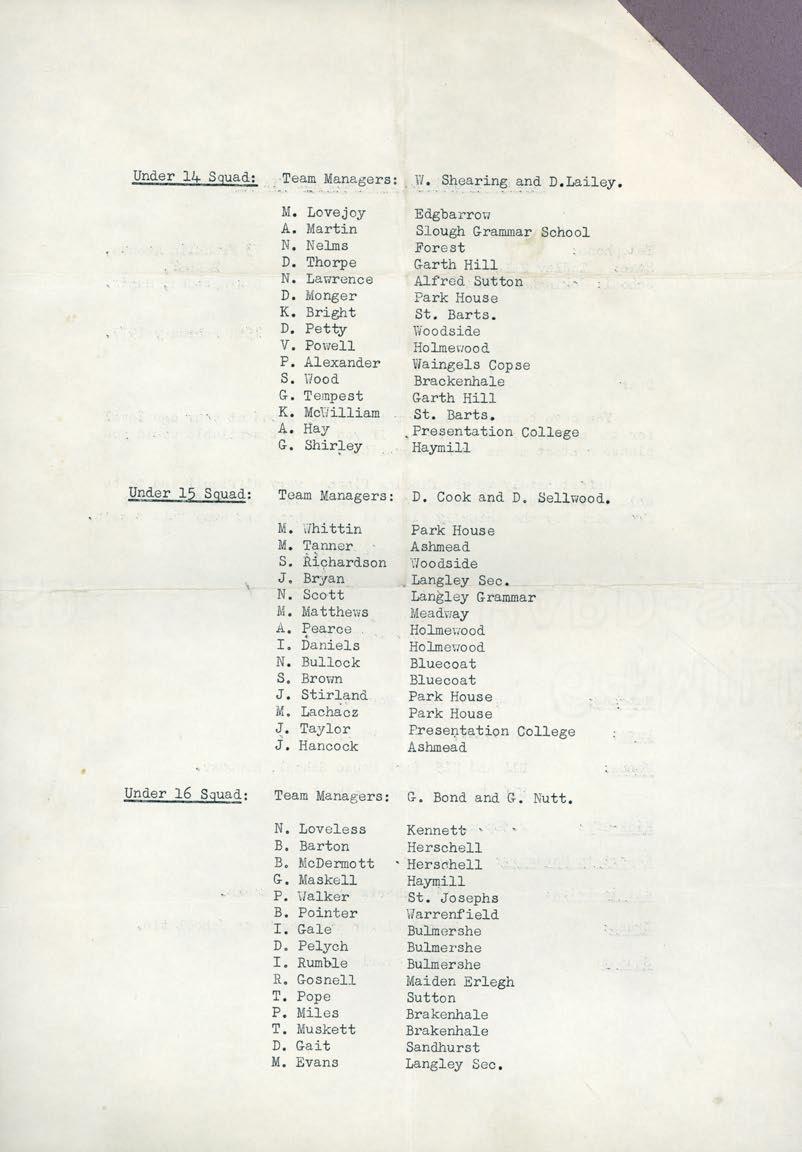 Under 14 Squad: Team Managers: W. Shearing and D.Lailey.
M. Lovejoy Edgbarrow
A. Martin Slough Grammar School
N. Nelms Forest
D. Thorpe Garth Hill
N. Lawrence Alfred Sutton
D. Monger Park House
K. Bright St. Barts.
D. Petty Woodside
V. Powell Holmewood
P. Alexander Waingels Copse
S. Wood Brackenhale
G. Tempest Garth Hill
K. McWilliam St. Barts.
A. Hay Presentation College
G. Shirley Haymill
Under 15 Squad: Team Managers: D. Cook and D. Sellwood.
M. Whittin Park House
M. Tanner Ashmead
S. Richardson Woodside
J. Bryan Langley Sec.
N. Scott Langley Grammar
M. Matthews Meadway
A. Pearce Holmewood
I. Daniels Holmewood
N. Bullock Bluecoat
S. Brown Bluecoat
J. Stirland Park House
M. Lachacz Park House
J. Taylor Presentation College
J. Hancock Ashmead
Under 16 Squad: Team Managers: G. Bond and G. Nutt.
N. Loveless Kennett
B. Barton Herschell
B. McDermott Herschell
G. Maskell Haymill
P. Walker St. Josephs
B. Pointer Warrenfield
I. Gale Bulmershe
D. Pelych Bulmershe
I. Rumble Bulmershe
R. Gosnell Maiden Erlegh
T. Pope Sutton
P. Miles Brakenhale
T. Muskett Brakenhale
D. Gait Sandhurst
M. Evans Langley Sec.